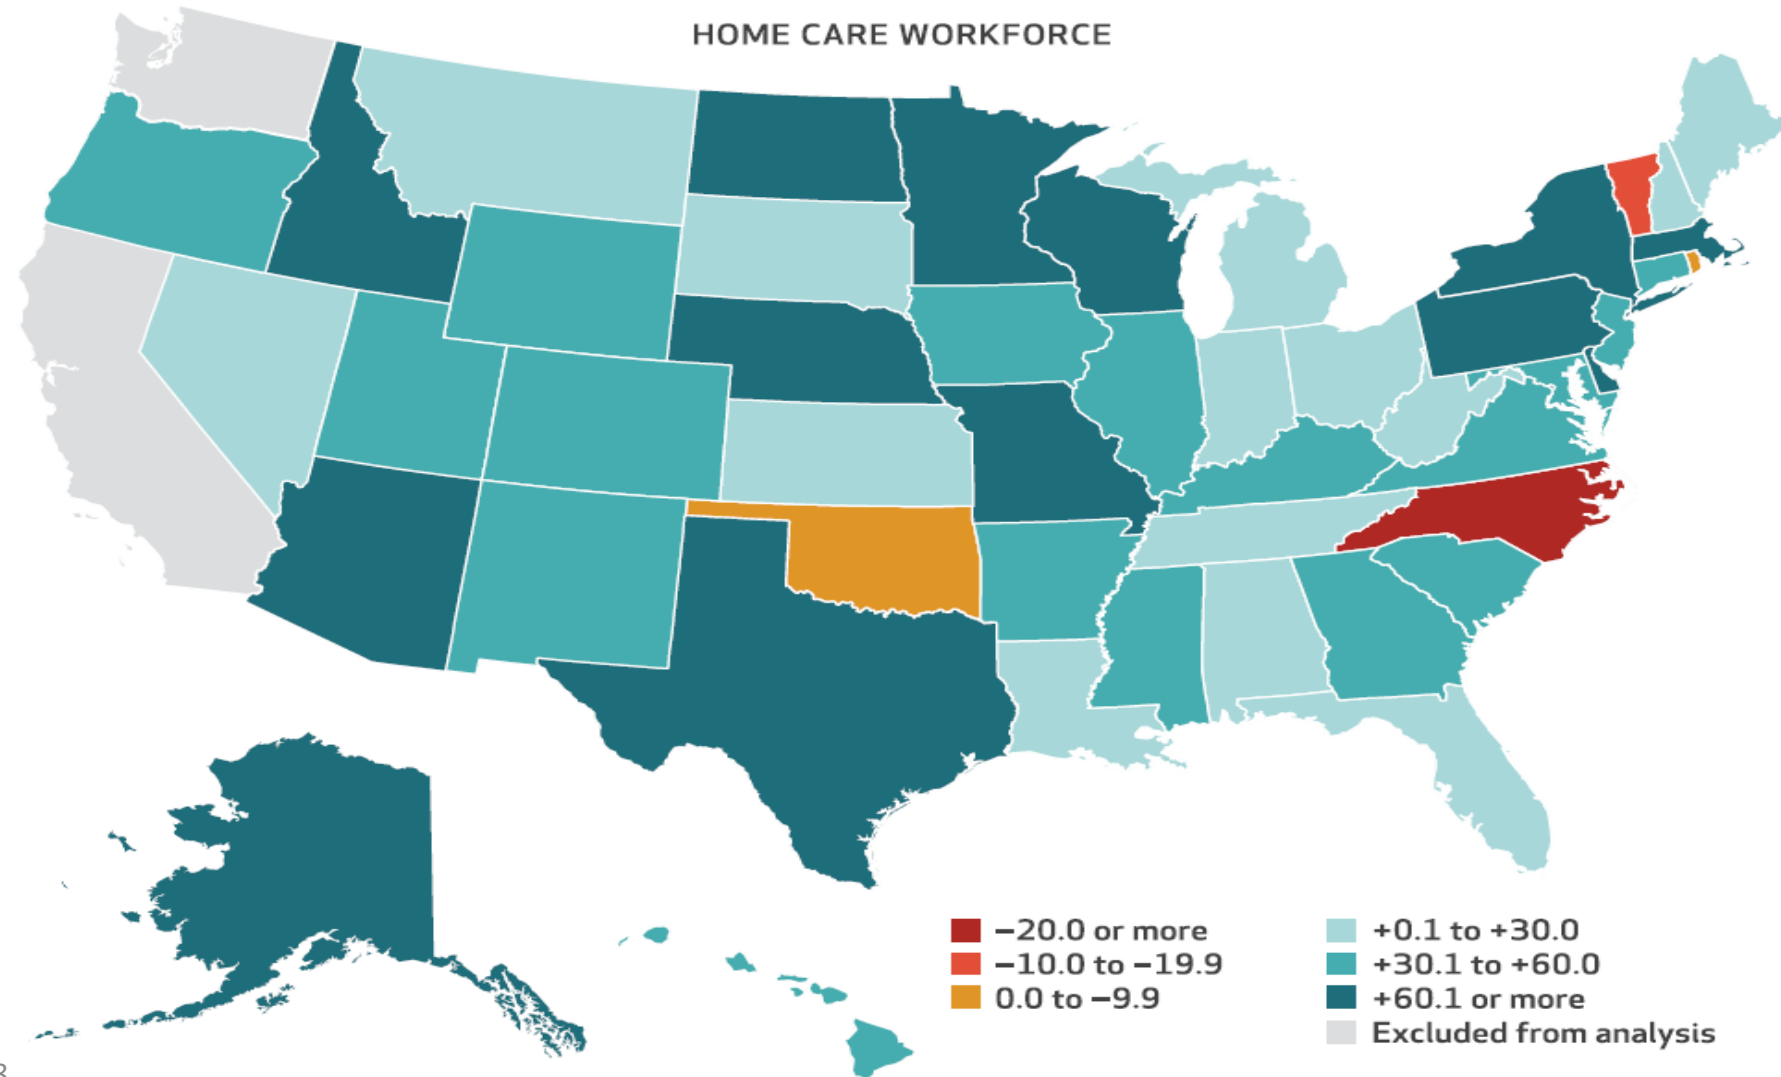 HOME CARE WORKFORCE
−20.0 or more
−10.0 to −19.9
0.0 to −9.9
+0.1 to +30.0
+30.1 to +60.0
+60.1 or more
Excluded from analysis